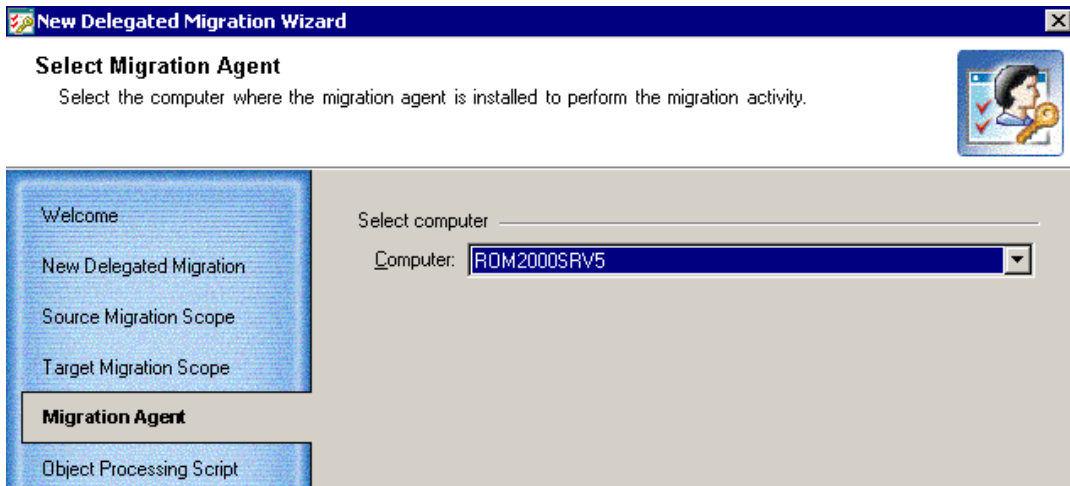 New Delegated Migration Wizard
Select Migration Agent
Select the computer where the migration agent is installed to perform the migration activity.
Welcome
New Delegated Migration
Source Migration Scope
Target Migration Scope
Migration Agent
Object Processing Script
Select computer
Computer: ROM2000SRV5